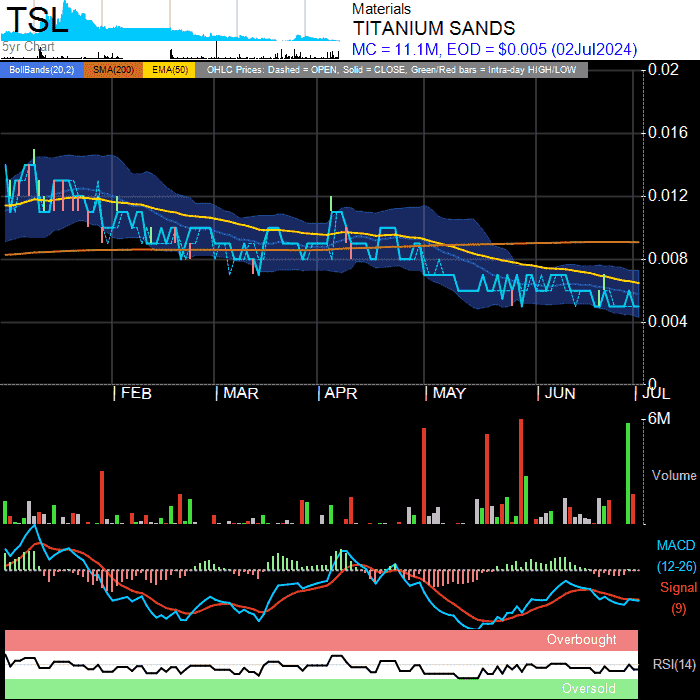 TSL
5yr Chart
Materials
TITANIUM SANDS
MC = 11.1M, EOD = $0.005 (02Jul2024)
BollBands(20,2) SMA(200) EMA(50) OHLC Prices: Dashed = OPEN, Solid = CLOSE, Green/Red bars = Intra-day HIGH/LOW
0.02
0.016
0.012
0.008
0.004
0
FEB MAR APR MAY JUN JUL
6M
Volume
MACD
(12-26)
Signal
(9)
Overbought
RSI(14)
Oversold